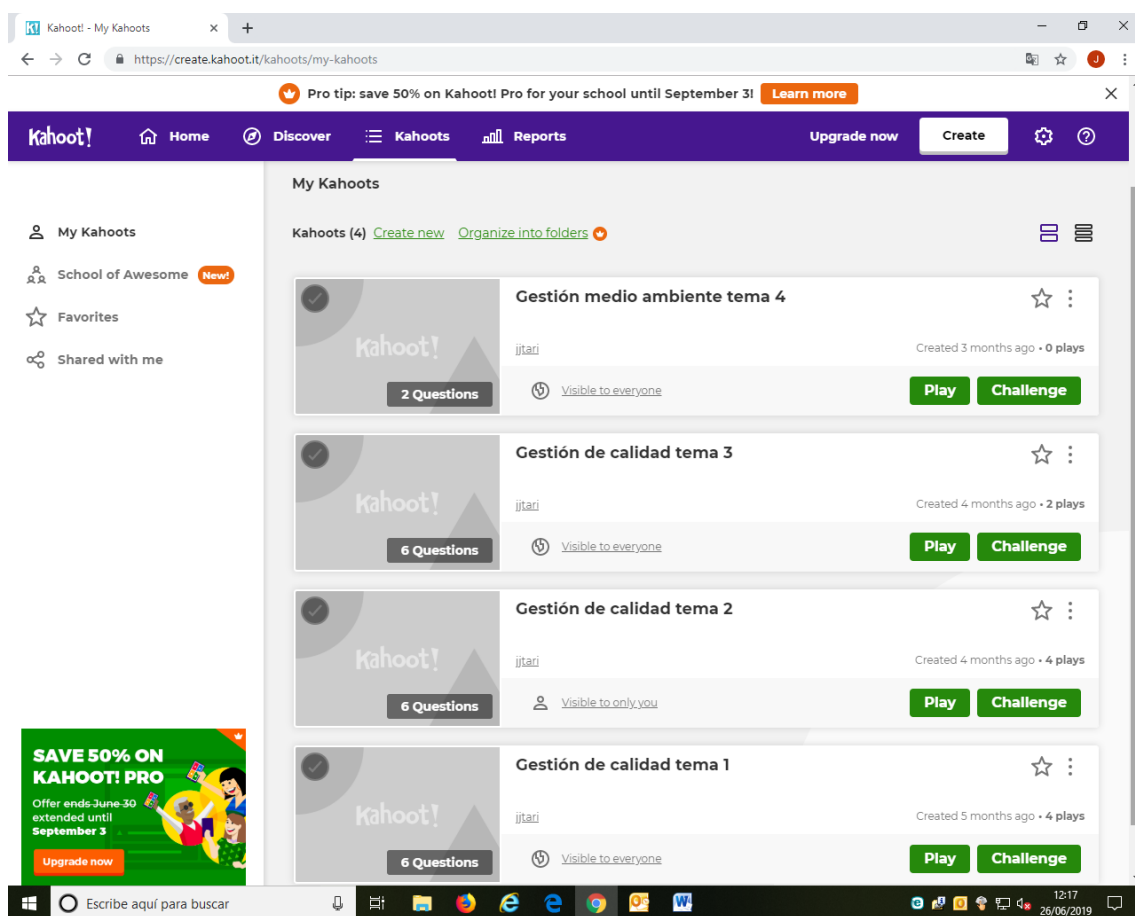 Kahoot! - My Kahoots
https://create.kahoot.it/kahoots/my-kahoots
J
Pro tip: save 50% on Kahoot! Pro for your school until September 3! Learn more
Kahoot! Home Discover Kahoots Reports Upgrade now Create
My Kahoots
School of Awesome New!
Favorites
Shared with me
My Kahoots
Kahoots (4) Create new Organize into folders
Kahoot!
2 Questions
Gestión medio ambiente tema 4
jjtari
Created 3 months ago • 0 plays
Visible to everyone
Play Challenge
Kahoot!
6 Questions
Gestión de calidad tema 3
jjtari
Created 4 months ago • 2 plays
Visible to everyone
Play Challenge
Kahoot!
6 Questions
Gestión de calidad tema 2
jjtari
Created 4 months ago • 4 plays
Visible to only you
Play Challenge
Kahoot!
6 Questions
Gestión de calidad tema 1
jjtari
Created 5 months ago • 4 plays
Visible to everyone
Play Challenge
SAVE 50% ON
KAHOOT! PRO
Offer ends June 30
extended until
September 3
Upgrade now
Escribe aquí para buscar
12:17
26/06/2019